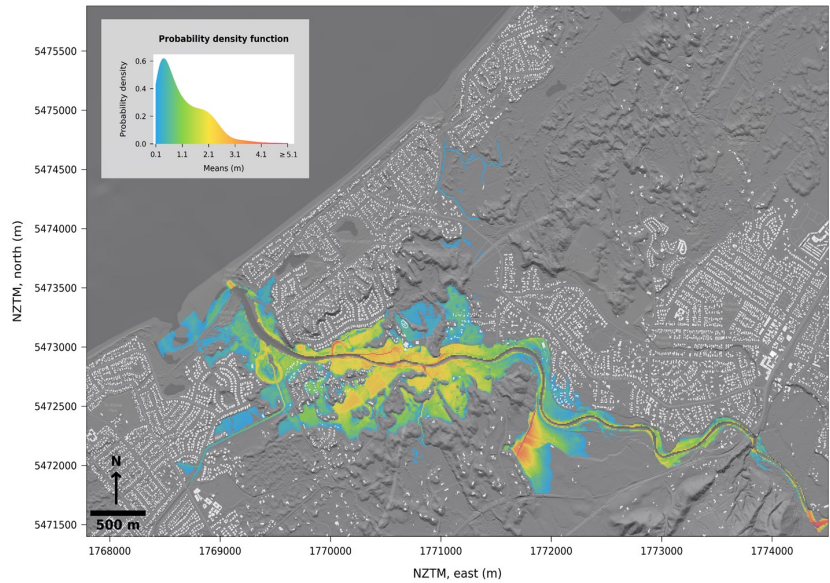 Probability density function
Probability density
0.6
0.4
0.2
0.0
0.1 1.1 2.1 3.1 4.1 ≥5.1
Means (m)
NZTM, north (m)
5475500
5475000
5474500
5474000
5473500
5473000
5472500
5472000
5471500
N
500 m
1768000 1769000 1770000 1771000 1772000 1773000 1774000
NZTM, east (m)